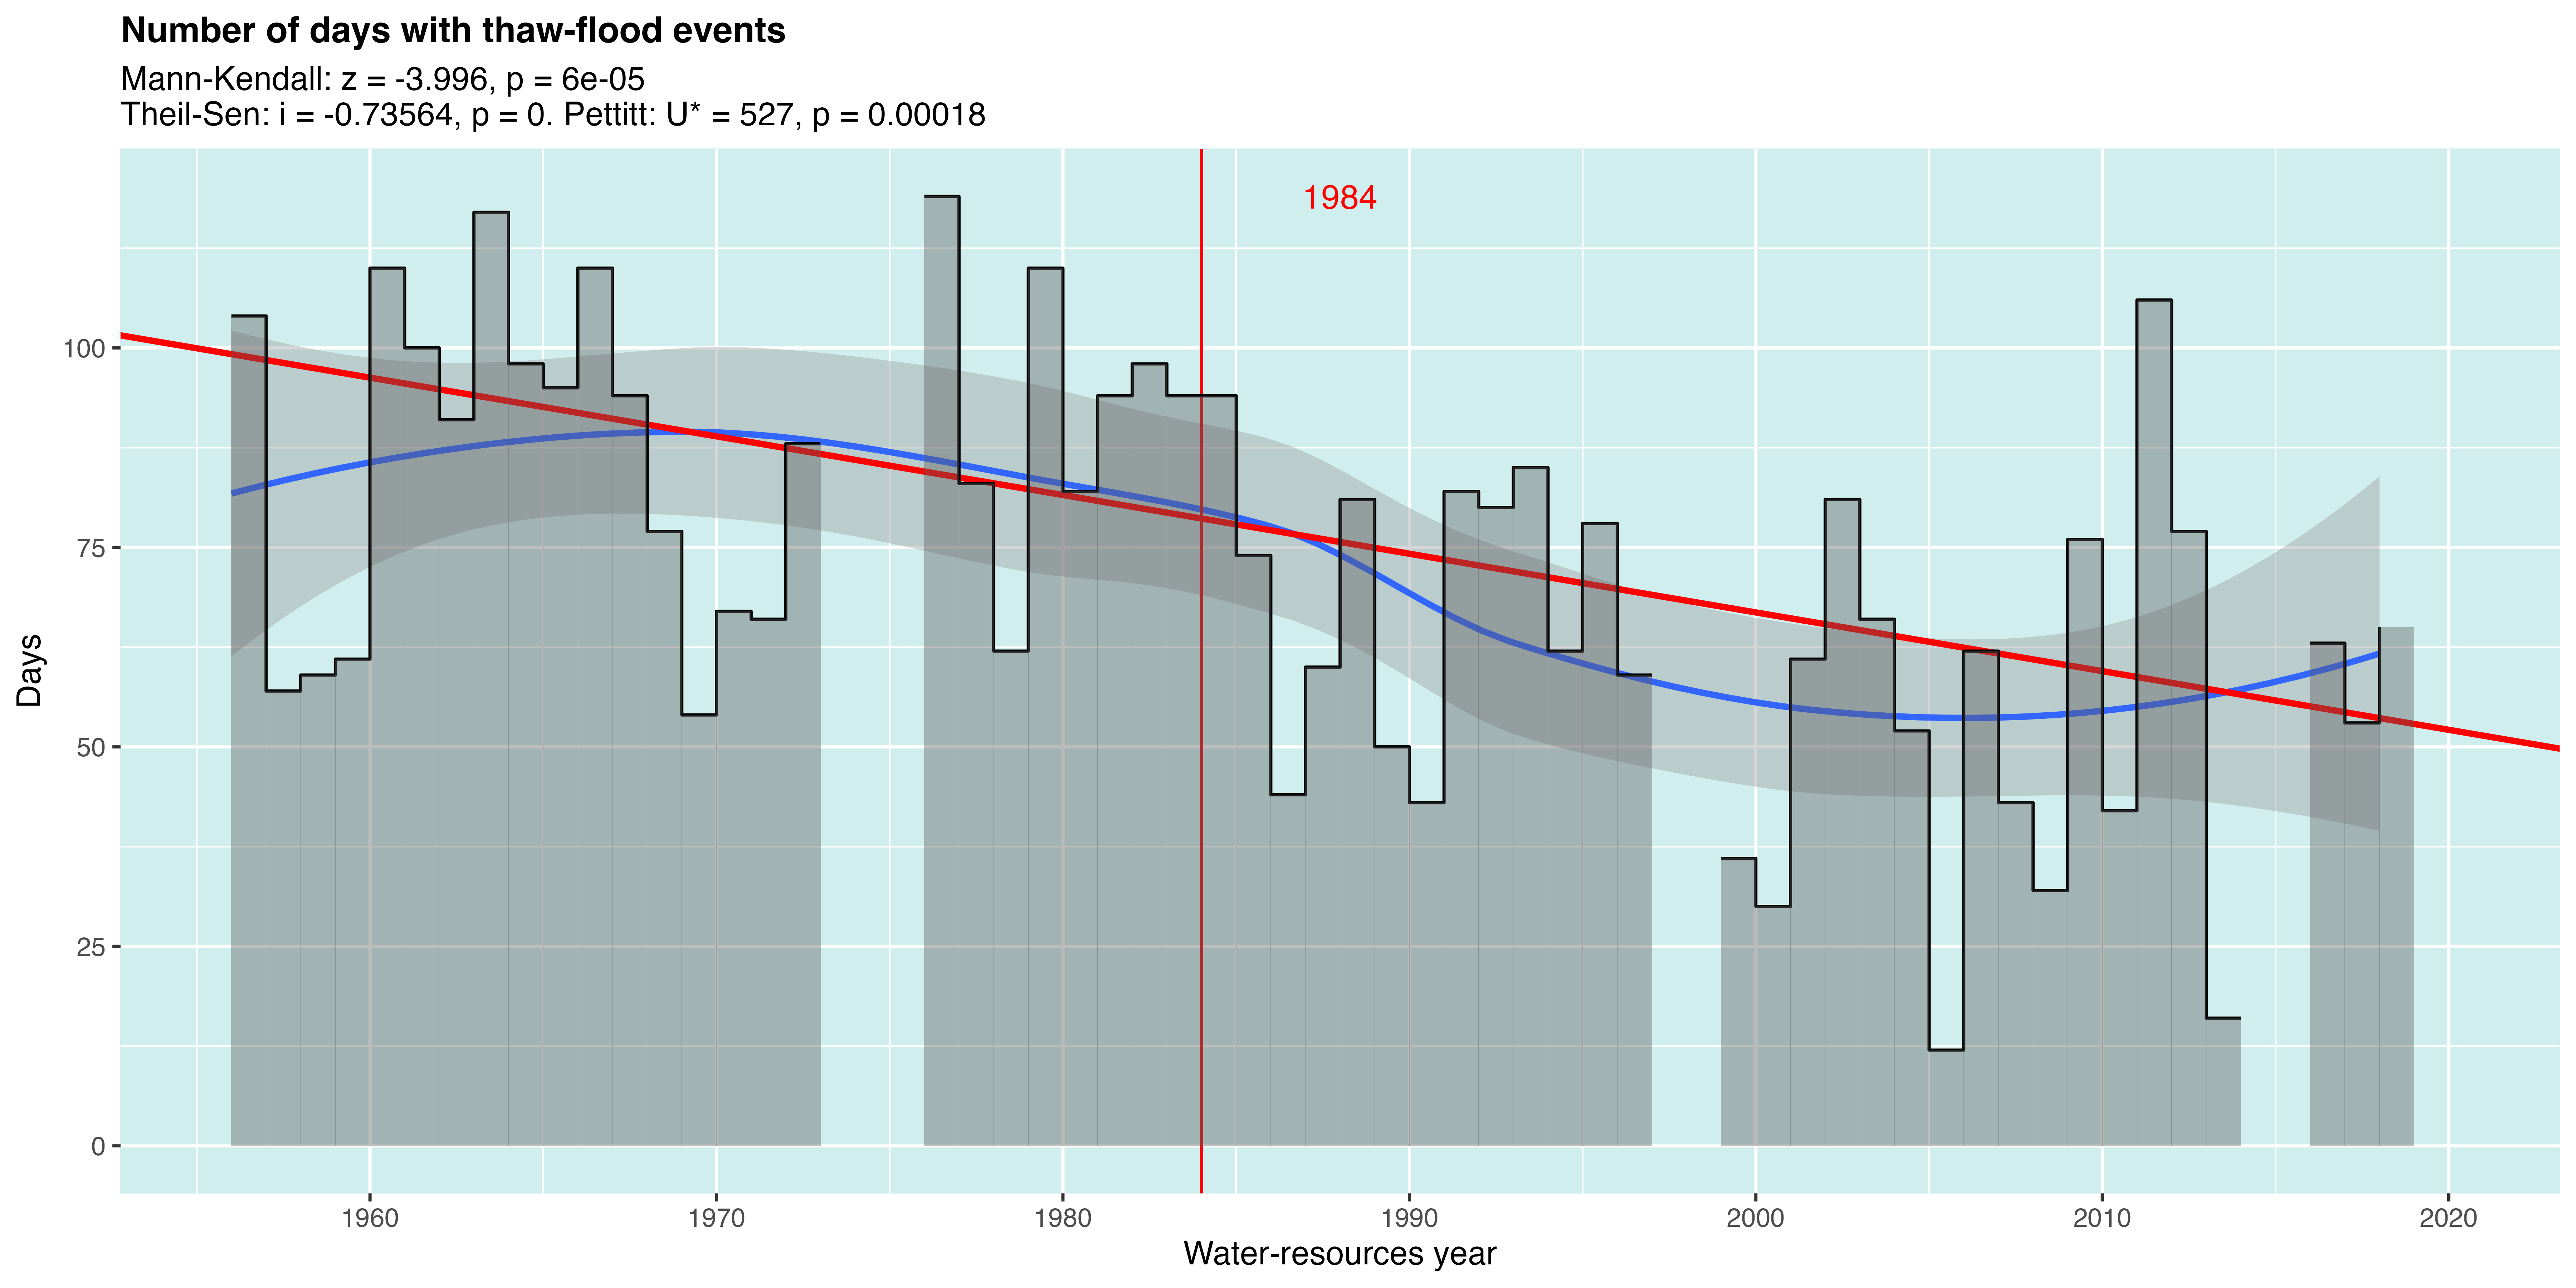 Number of days with thaw-flood events
Mann-Kendall: z = -3.996, p = 6e-05
Theil-Sen: i = -0.73564, p = 0. Pettitt: U* = 527, p = 0.00018
1984
100
75
50
25
0
Days
1960 1970 1980 1990 2000 2010 2020
Water-resources year